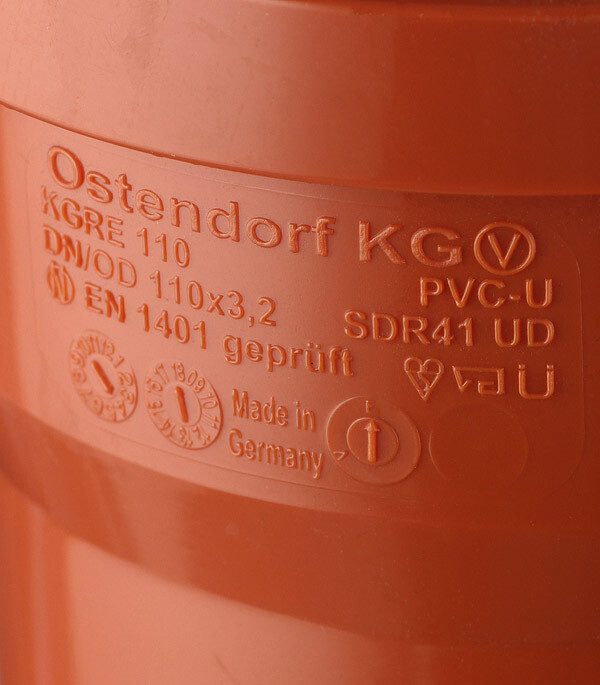 Ostendorf KG V
KGRE 110
DN/OD 110x3,2
PVC-U
N EN 1401 geprüft
SDR41 UD
Ü
Made in
Germany